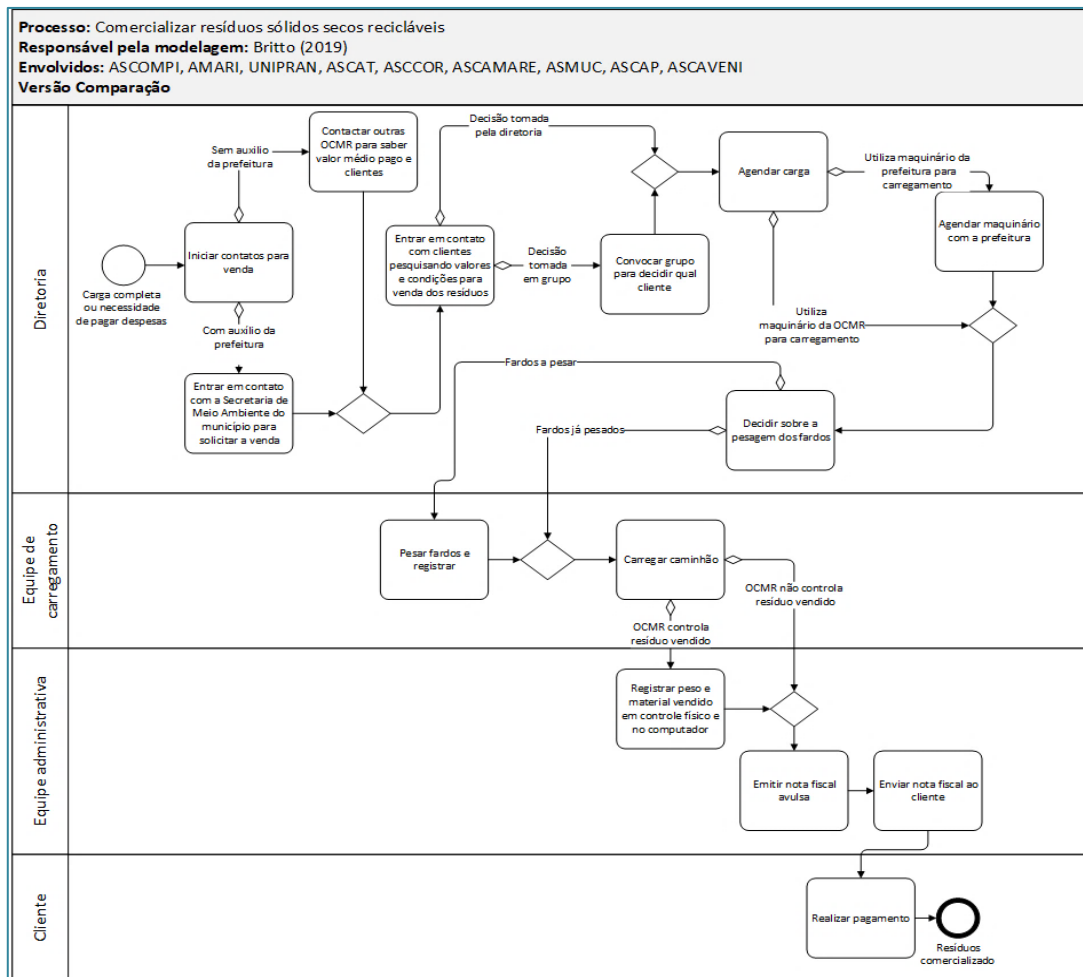 Processo: Comercializar resíduos sólidos secos recicláveis
Responsável pela modelagem: Britto (2019)
Envolvidos: ASCOMPI, AMARI, UNIPRAN, ASCAT, ASCCOR, ASCAMARE, ASMUC, ASCAP, ASCAVENI
Versão Comparação
Diretoria
Carga completa
ou necessidade
de pagar despesas
Iniciar contatos para
venda
Sem auxilio
da prefeitura
Contactar outras
OCMR para saber
valor médio pago e
clientes
Com auxílio da
prefeitura
Entrar em contato
com a Secretaria de
Meio Ambiente do
município para
solicitar a venda
Entrar em contato
com clientes
pesquisando valores
e condições para
venda dos resíduos
Decisão tomada
pela diretoria
Decisão
tomada
em grupo
Convocar grupo
para decidir qual
cliente
Agendar carga
Utiliza maquinário da
prefeitura para
carregamento
Agendar maquinário
com a prefeitura
Utiliza
maquinário da OCMR
para carregamento
Decidir sobre a
pesagem dos fardos
Fardos a pesar
Fardos já pesados
Equipe de
carregamento
Pesar fardos e
registrar
Carregar caminhão
OCMR não controla
resíduo vendido
OCMR controla
resíduo vendido
Equipe administrativa
Registrar peso e
material vendido
em controle físico e
no computador
Emitir nota fiscal
avulsa
Enviar nota fiscal ao
cliente
Cliente
Realizar pagamento
Resíduos
comercializado